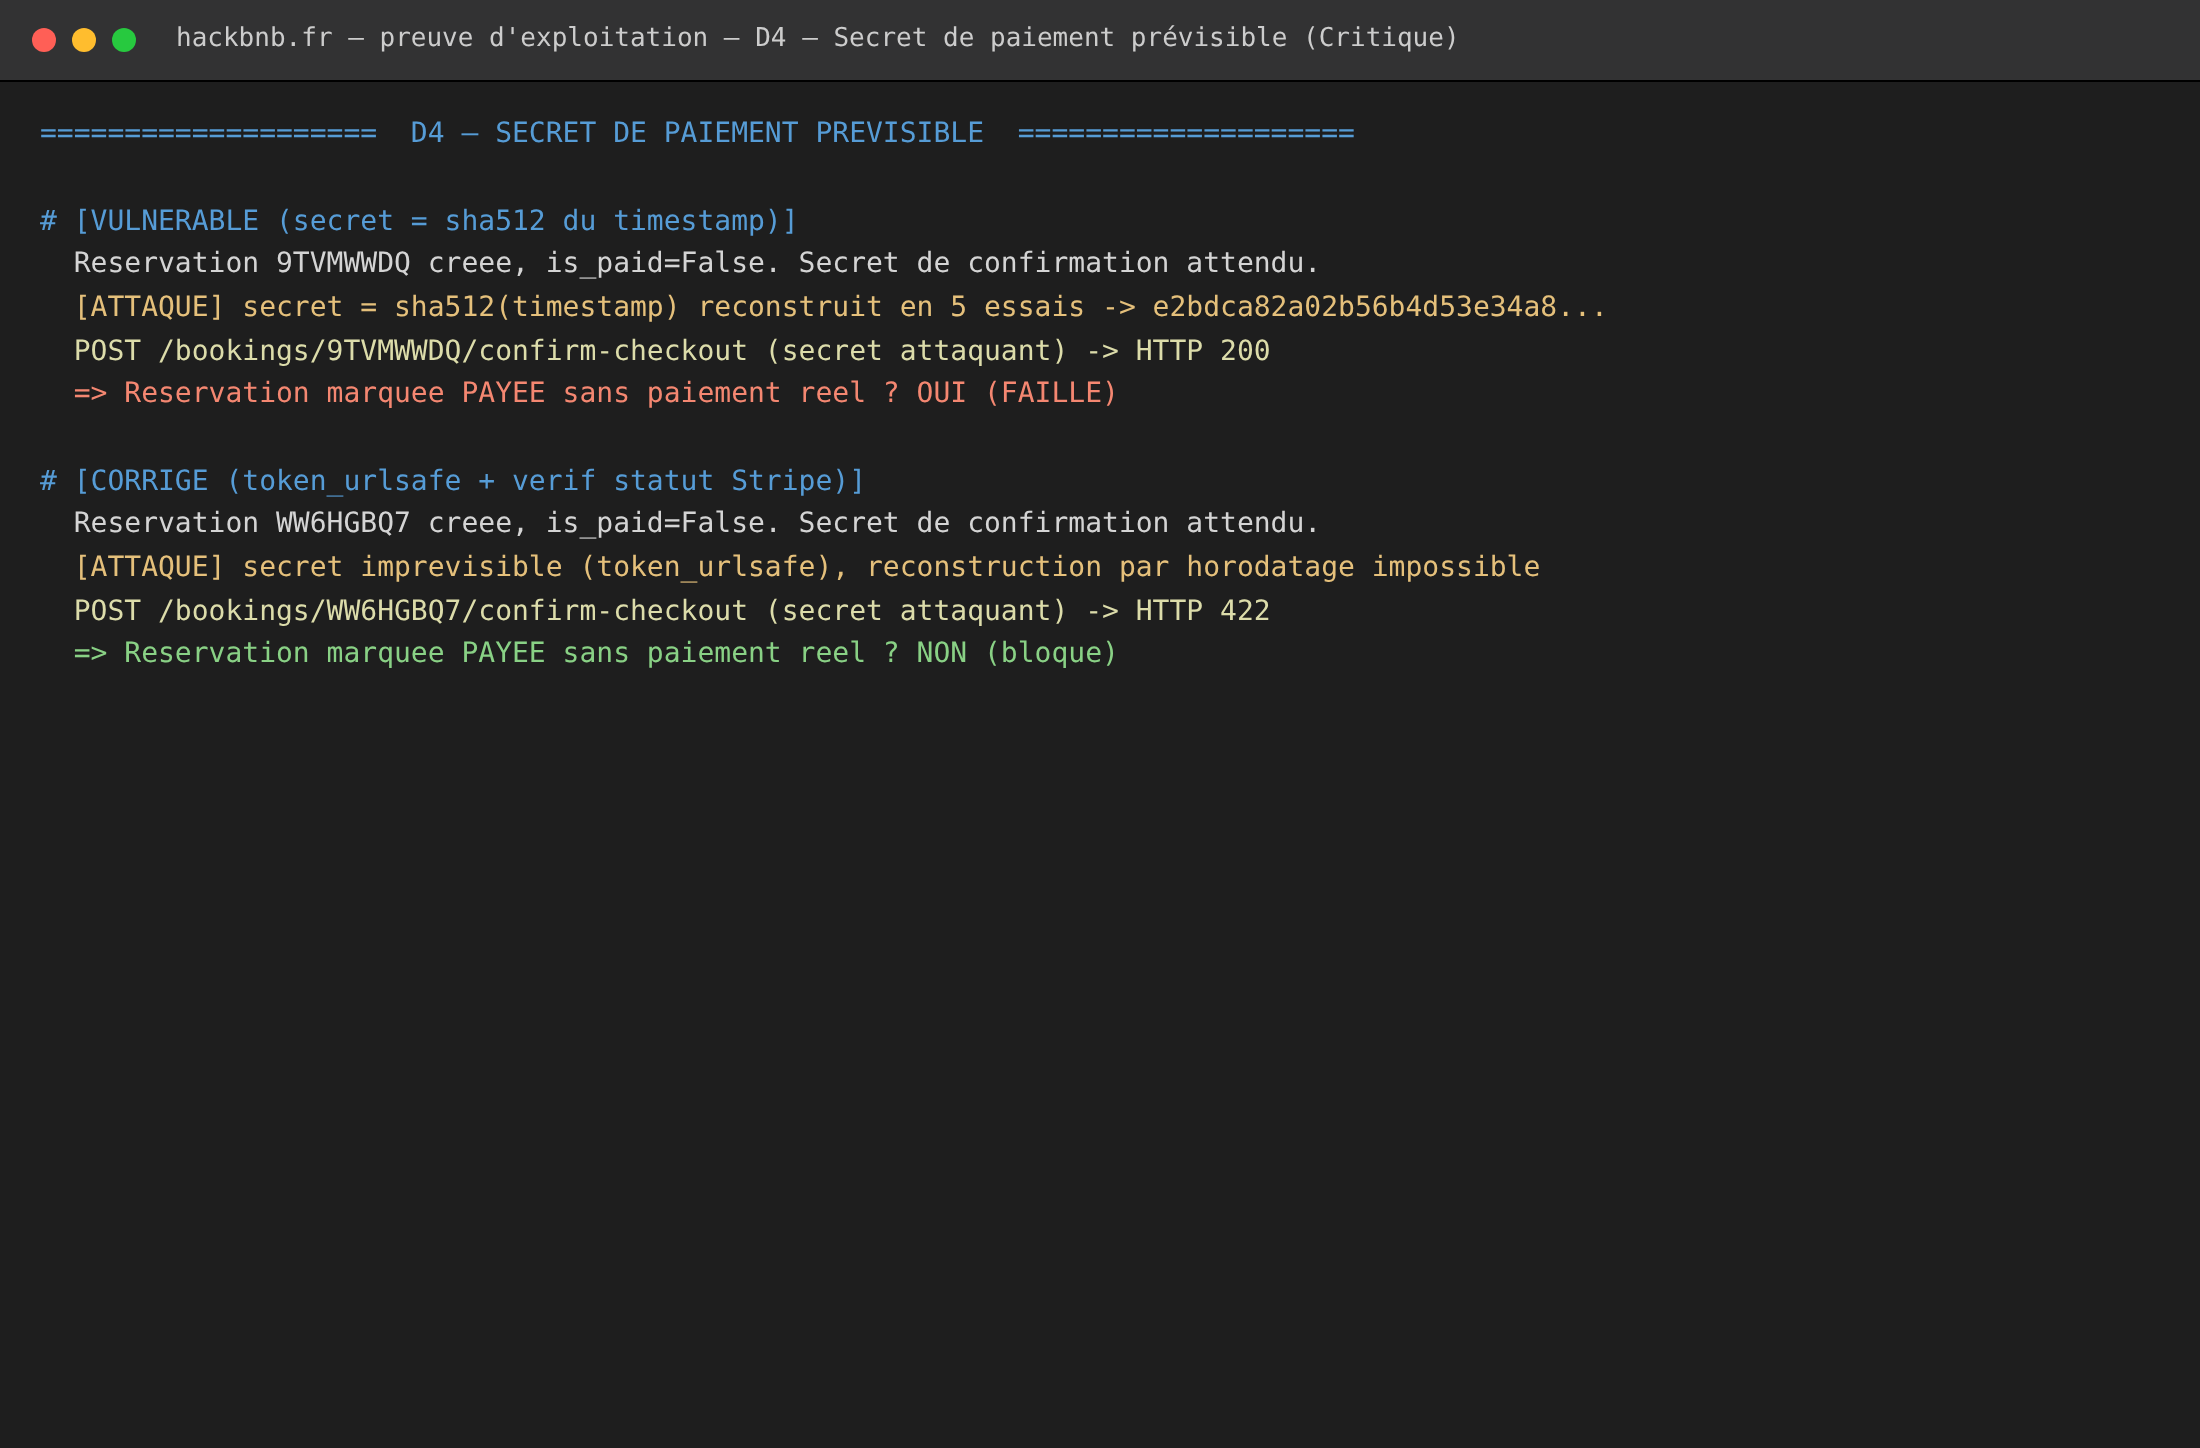 hackbnb.fr — preuve d'exploitation — D4 — Secret de paiement prévisible (Critique)
====================  D4 — SECRET DE PAIEMENT PREVISIBLE  ====================
# [VULNERABLE (secret = sha512 du timestamp)]
Reservation 9TVMWWDQ creee, is_paid=False. Secret de confirmation attendu.
[ATTAQUE] secret = sha512(timestamp) reconstruit en 5 essais -> e2bdca82a02b56b4d53e34a8...
POST /bookings/9TVMWWDQ/confirm-checkout (secret attaquant) -> HTTP 200
=> Reservation marquee PAYEE sans paiement reel ? OUI (FAILLE)
# [CORRIGE (token_urlsafe + verif statut Stripe)]
Reservation WW6HGBQ7 creee, is_paid=False. Secret de confirmation attendu.
[ATTAQUE] secret imprevisible (token_urlsafe), reconstruction par horodatage impossible
POST /bookings/WW6HGBQ7/confirm-checkout (secret attaquant) -> HTTP 422
=> Reservation marquee PAYEE sans paiement reel ? NON (bloque)